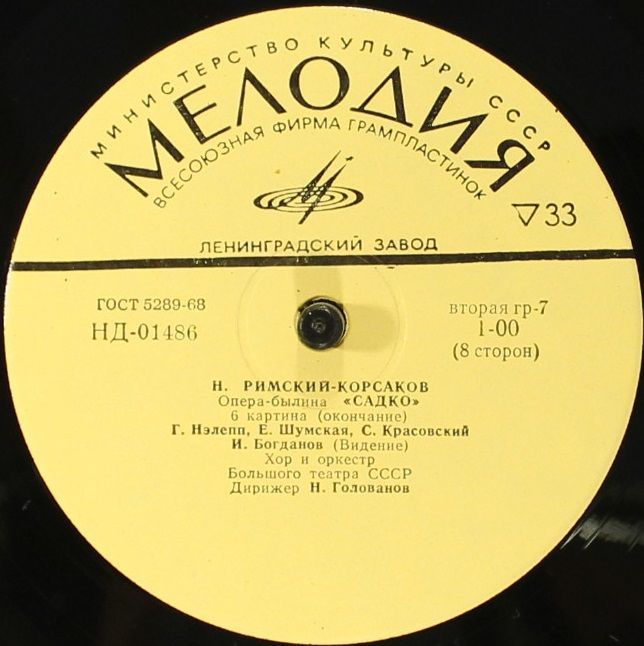 МИНИСТЕРСТВО КУЛЬТУРЫ СССР
МЕЛОДИЯ
ВСЕСОЮЗНАЯ ФИРМА ГРАМПЛАСТИНОК
33
ЛЕНИНГРАДСКИЙ ЗАВОД
ГОСТ 5289-68
НД-01486
вторая гр-7
1-00
(8 сторон)
Н. РИМСКИЙ-КОРСАКОВ
Опера-былина «САДКО»
6 картина (окончание)
Г. Нэлепп, Е. Шумская, С. Красовский
И. Богданов (Видение)
Хор и оркестр
Большого театра СССР
Дирижер Н. Голованов